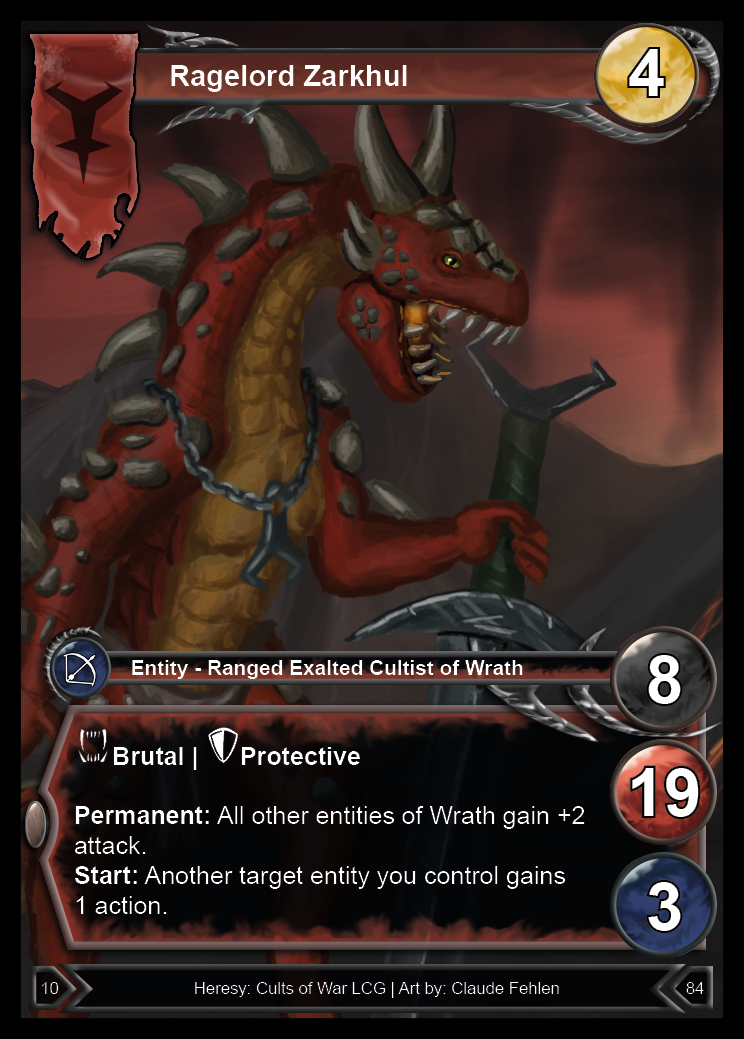 Ragelord Zarkhul
4
Entity - Ranged Exalted Cultist of Wrath
8
Brutal | Protective
19
Permanent: All other entities of Wrath gain +2
attack.
Start: Another target entity you control gains
1 action.
3
10
Heresy: Cults of War LCG | Art by: Claude Fehlen
84